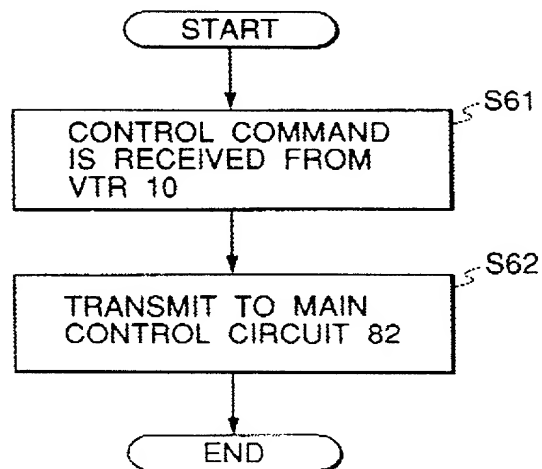 START
S61
CONTROL COMMAND
IS RECEIVED FROM
VTR 10
S62
TRANSMIT TO MAIN
CONTROL CIRCUIT 82
END